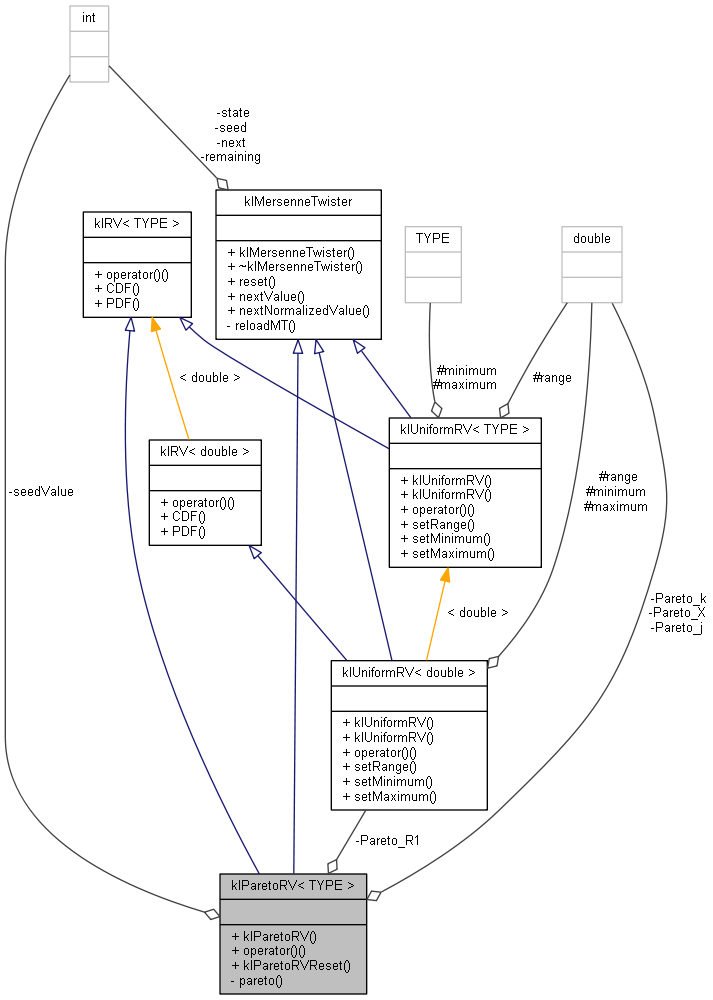 int
-state
-seed
-next
-remaining
klMersenneTwister
+ klMersenneTwister()
+ ~klMersenneTwister()
+ reset()
+ nextValue()
+ nextNormalizedValue()
- reloadMT()
klRV< TYPE >
+ operator()()
+ CDF()
+ PDF()
TYPE
double
< double >
#minimum
#maximum
#range
klUniformRV< TYPE >
+ klUniformRV()
+ klUniformRV()
+ operator()()
+ setRange()
+ setMinimum()
+ setMaximum()
klRV< double >
+ operator()()
+ CDF()
+ PDF()
-seedValue
#range
#minimum
#maximum
< double >
-Pareto_k
-Pareto_X
-Pareto_j
klUniformRV< double >
+ klUniformRV()
+ klUniformRV()
+ operator()()
+ setRange()
+ setMinimum()
+ setMaximum()
-Pareto_R1
klParetoRV< TYPE >
+ klParetoRV()
+ operator()()
+ klParetoRVReset()
- pareto()